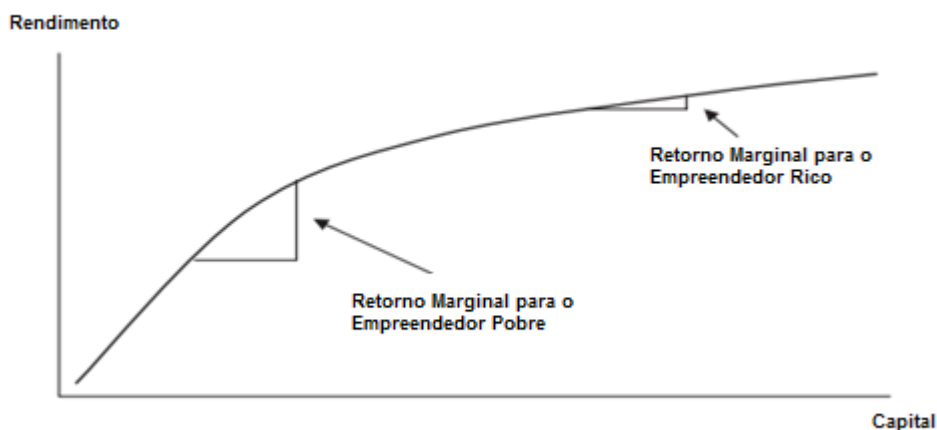 Rendimento
Retorno Marginal para o
Empreendedor Rico
Retorno Marginal para o
Empreendedor Pobre
Capital